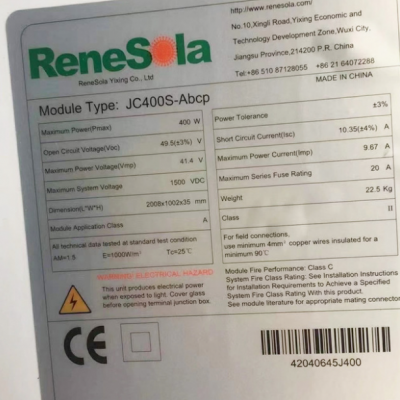 http://www.renesola.com/
No.10,Xingli Road,Yixing Economic and
Technology Development Zone,Wuxi City,
Jiangsu Province,214200 P.R. China
Tel:+86 510 87128055 +86 21 64072288
MADE IN CHINA
ReneSola
ReneSola Yixing Co., Ltd
Module Type: JC400S-Abcp
Maximum Power(Pmax) 400 W
Open Circuit Voltage(Voc) 49.5(±3%) V
Maximum Power Voltage(Vmp) 41.4 V
Maximum System Voltage 1500 VDC
Dimension(L*W*H) 2008x1002x35 mm
Module Application Class A
All technical data tested at standard test condition
AM=1.5 E=1000W/m² Tc=25℃
Power Tolerance ±3%
Short Circuit Current(Isc) 10.35(±4%) A
Maximum Power Current(Imp) 9.67 A
Maximum Series Fuse Rating 20 A
Weight 22.5 Kg
Class II
For field connections,
use minimum 4mm² copper wires insulated for a
minimum 90℃
WARNING ELECTRICAL HAZARD
This unit produces electrical power
when exposed to light. Cover glass
before opening terminal junction box.
Module Fire Performance: Class C
System Fire Class Rating: See Installation Instructions
for Installation Requirements to Achieve a Specified
System Fire Class Rating with this Product.
See module literature for appropriate mating connector
CE
42040645J400